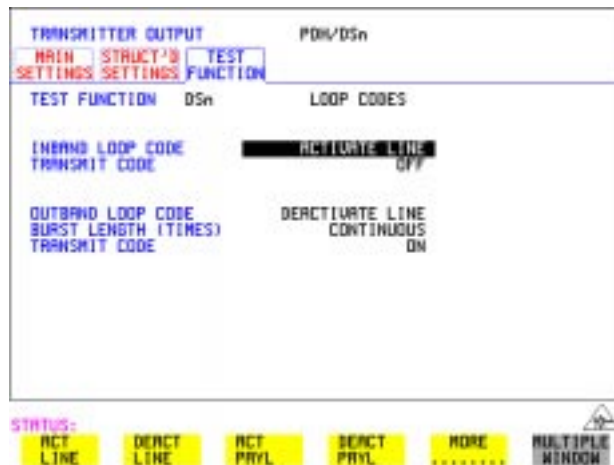 TRANSMITTER OUTPUT PDH/DSn
MAIN SETTINGS STRUCT'D SETTINGS TEST FUNCTION
TEST FUNCTION DSn LOOP CODES
INBAND LOOP CODE ACTIVATE LINE
TRANSMIT CODE OFF
OUTBAND LOOP CODE DEACTIVATE LINE
BURST LENGTH (TIMES) CONTINUOUS
TRANSMIT CODE ON
STATUS:
ACT LINE DEACT LINE ACT PAYL DEACT PAYL MORE ........ MULTIPLE WINDOW